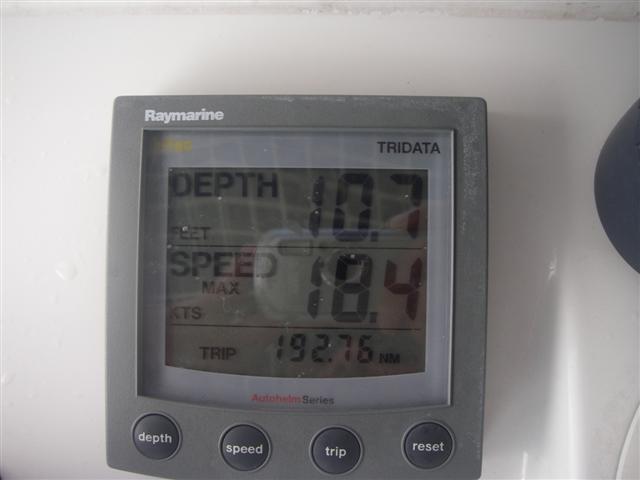 Raymarine
TRIDATA
DEPTH 10.7
FEET
SPEED 18.4
MAX
KTS
TRIP 192.76 NM
Autohelm Series
depth speed trip reset